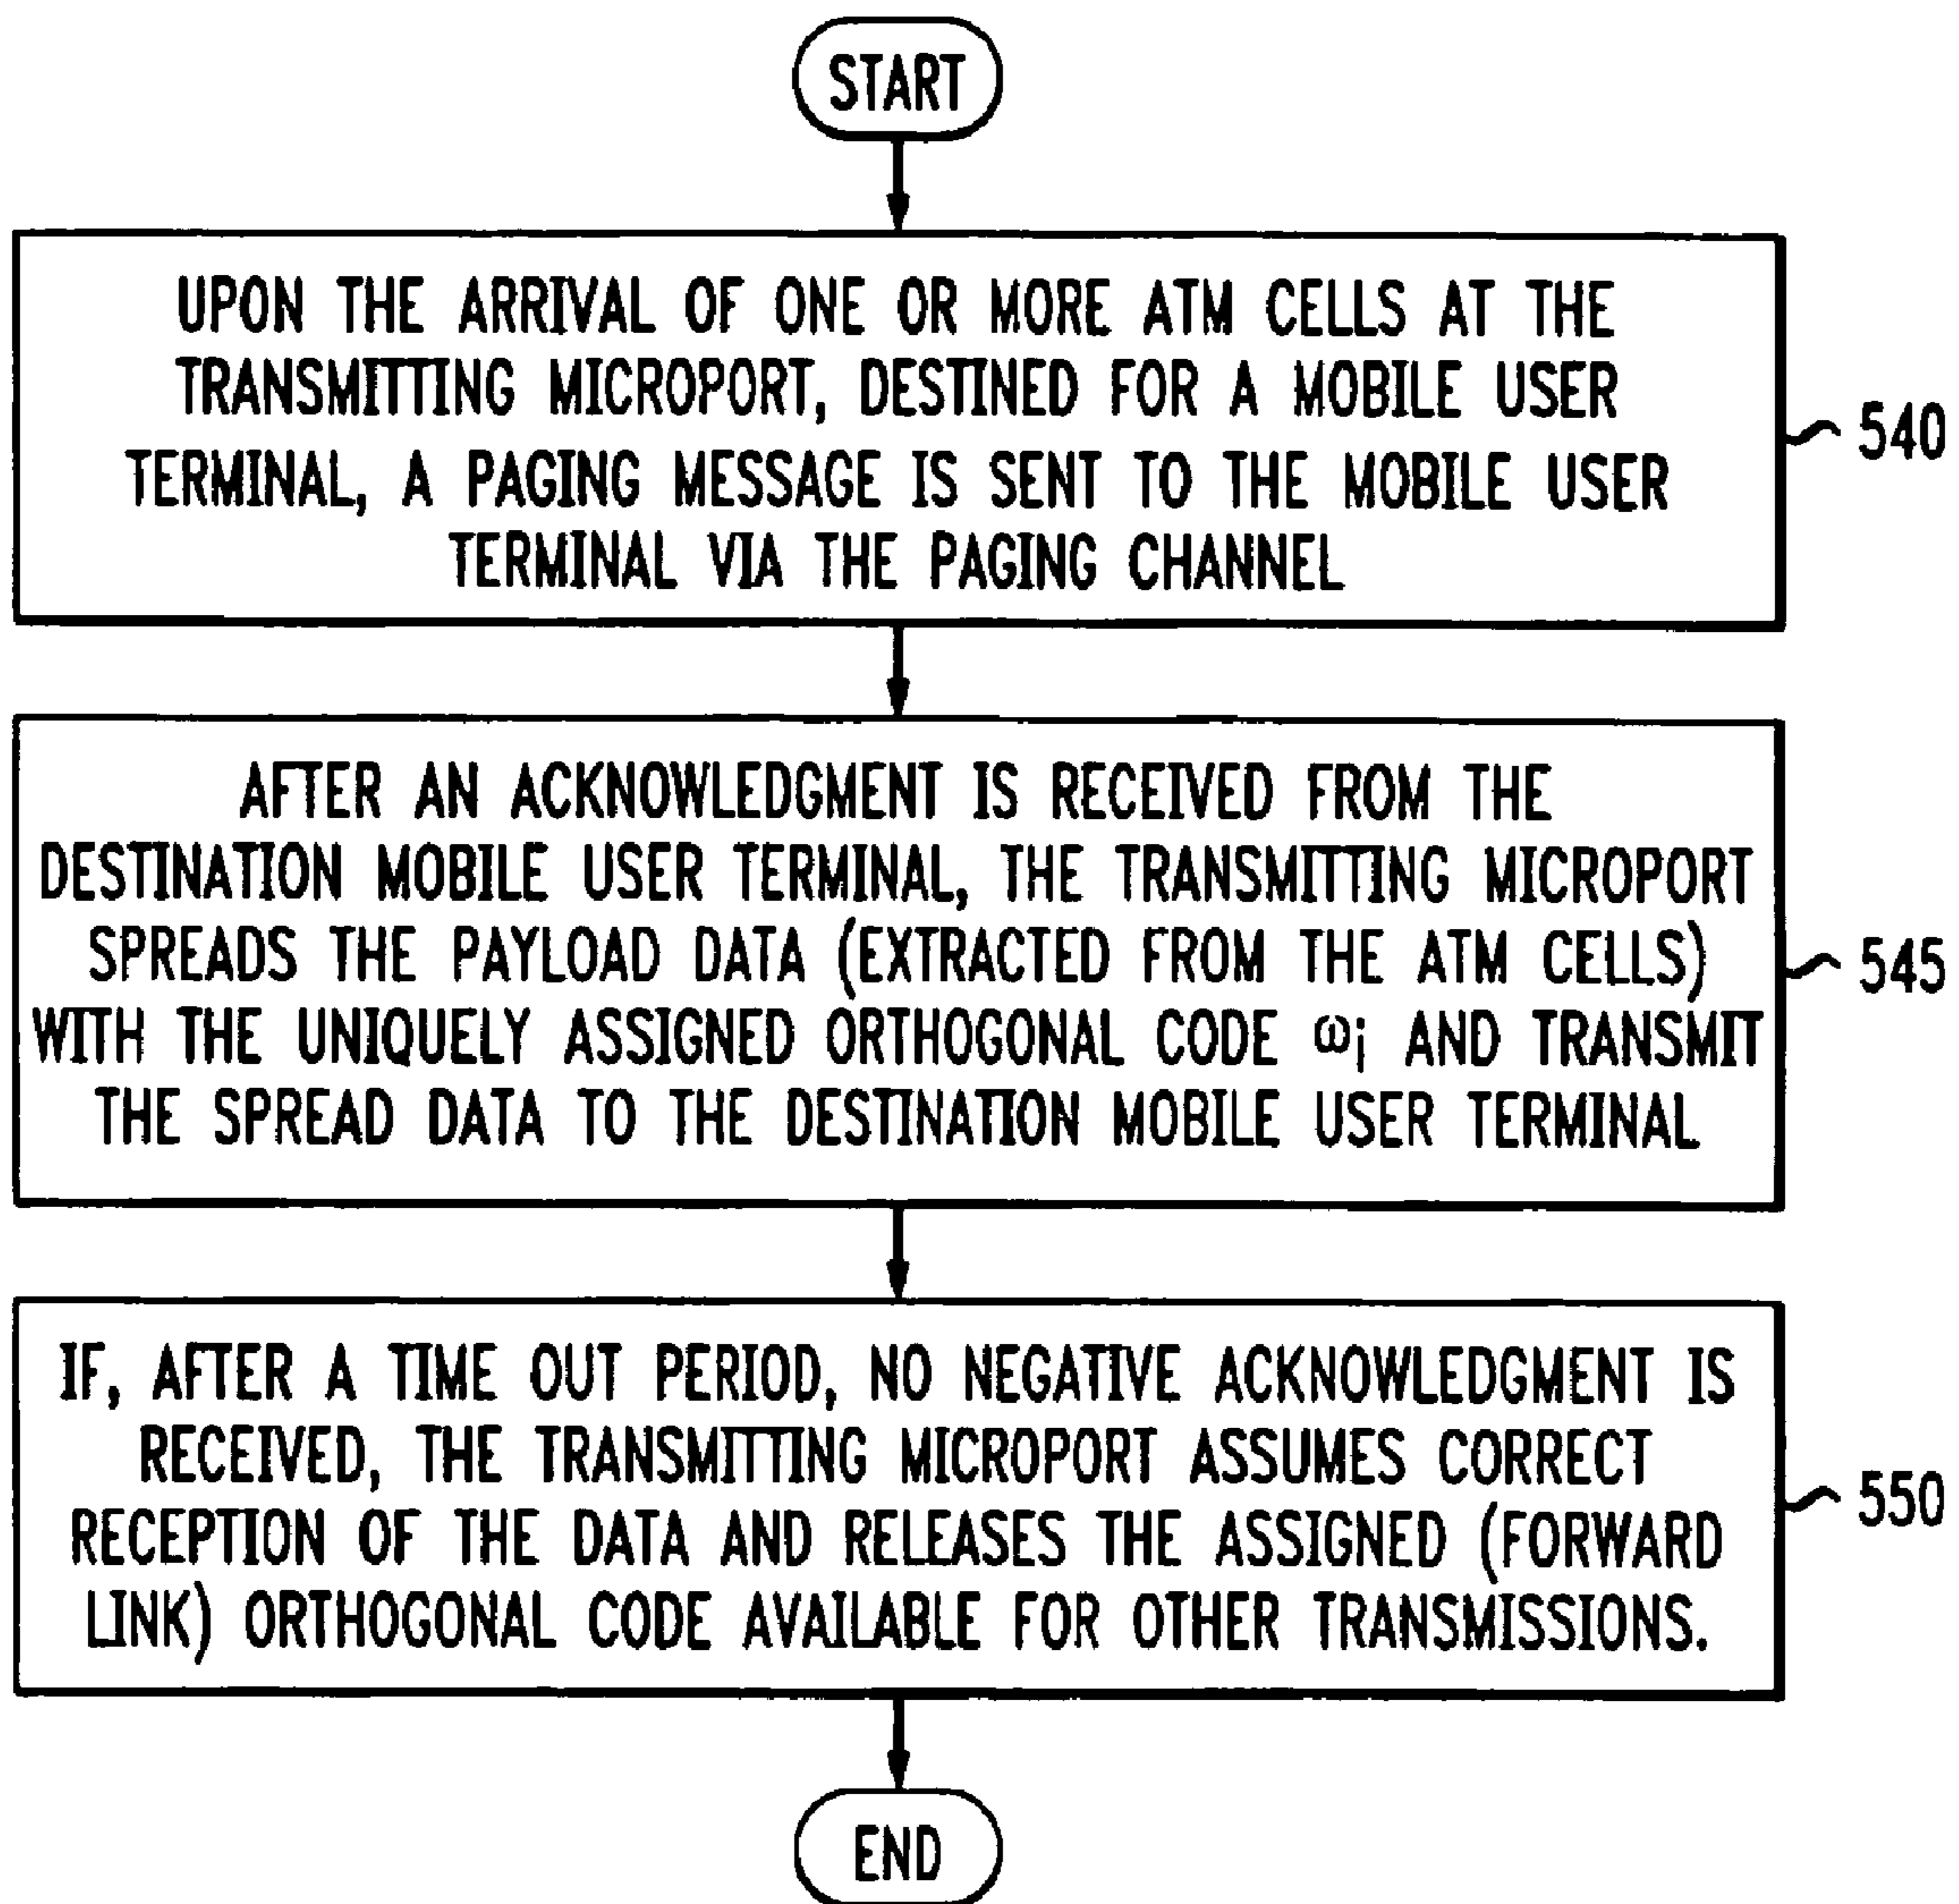 START
UPON THE ARRIVAL OF ONE OR MORE ATM CELLS AT THE
TRANSMITTING MICROPORT, DESTINED FOR A MOBILE USER
TERMINAL, A PAGING MESSAGE IS SENT TO THE MOBILE USER
TERMINAL VIA THE PAGING CHANNEL
540
AFTER AN ACKNOWLEDGMENT IS RECEIVED FROM THE
DESTINATION MOBILE USER TERMINAL, THE TRANSMITTING MICROPORT
SPREADS THE PAYLOAD DATA (EXTRACTED FROM THE ATM CELLS)
WITH THE UNIQUELY ASSIGNED ORTHOGONAL CODE ωj AND TRANSMIT
THE SPREAD DATA TO THE DESTINATION MOBILE USER TERMINAL
545
IF, AFTER A TIME OUT PERIOD, NO NEGATIVE ACKNOWLEDGMENT IS
RECEIVED, THE TRANSMITTING MICROPORT ASSUMES CORRECT
RECEPTION OF THE DATA AND RELEASES THE ASSIGNED (FORWARD
LINK) ORTHOGONAL CODE AVAILABLE FOR OTHER TRANSMISSIONS.
550
END